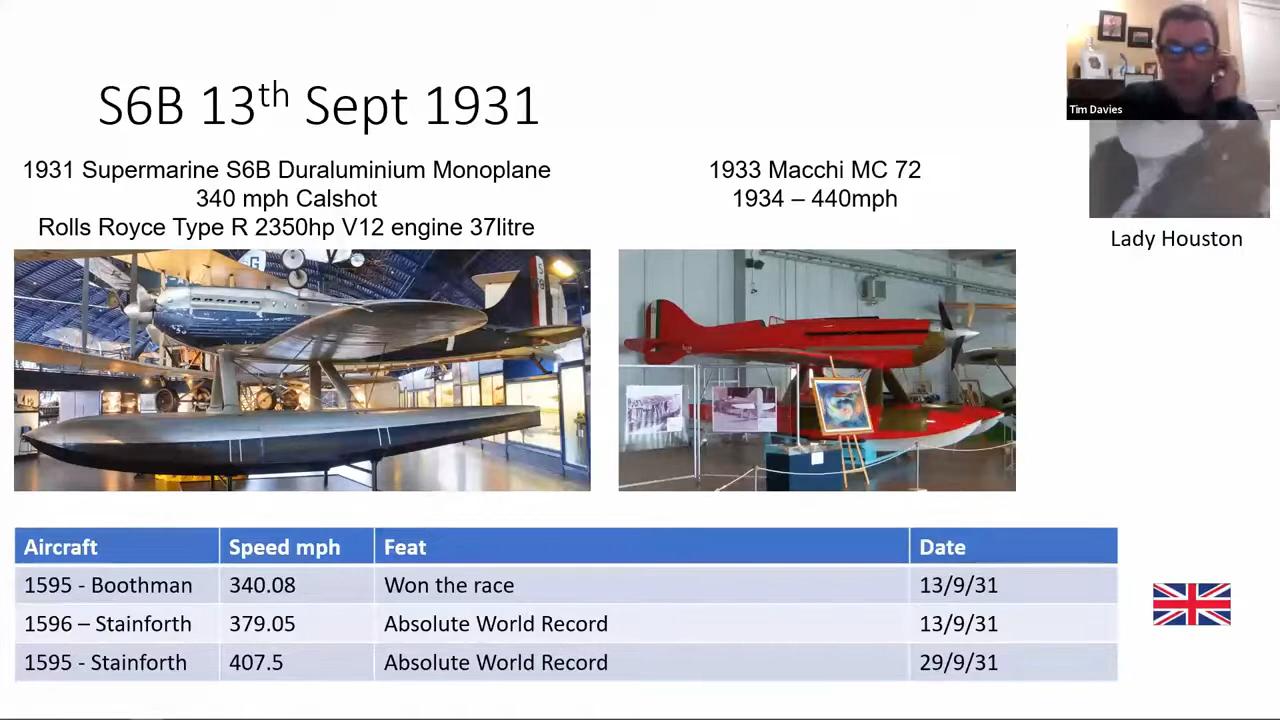 S6B 13th Sept 1931
1931 Supermarine S6B Duraluminium Monoplane
340 mph Calshot
Rolls Royce Type R 2350hp V12 engine 37litre
1933 Macchi MC 72
1934 – 440mph
Tim Davies
Lady Houston
Aircraft Speed mph Feat Date
1595 - Boothman 340.08 Won the race 13/9/31
1596 – Stainforth 379.05 Absolute World Record 13/9/31
1595 - Stainforth 407.5 Absolute World Record 29/9/31